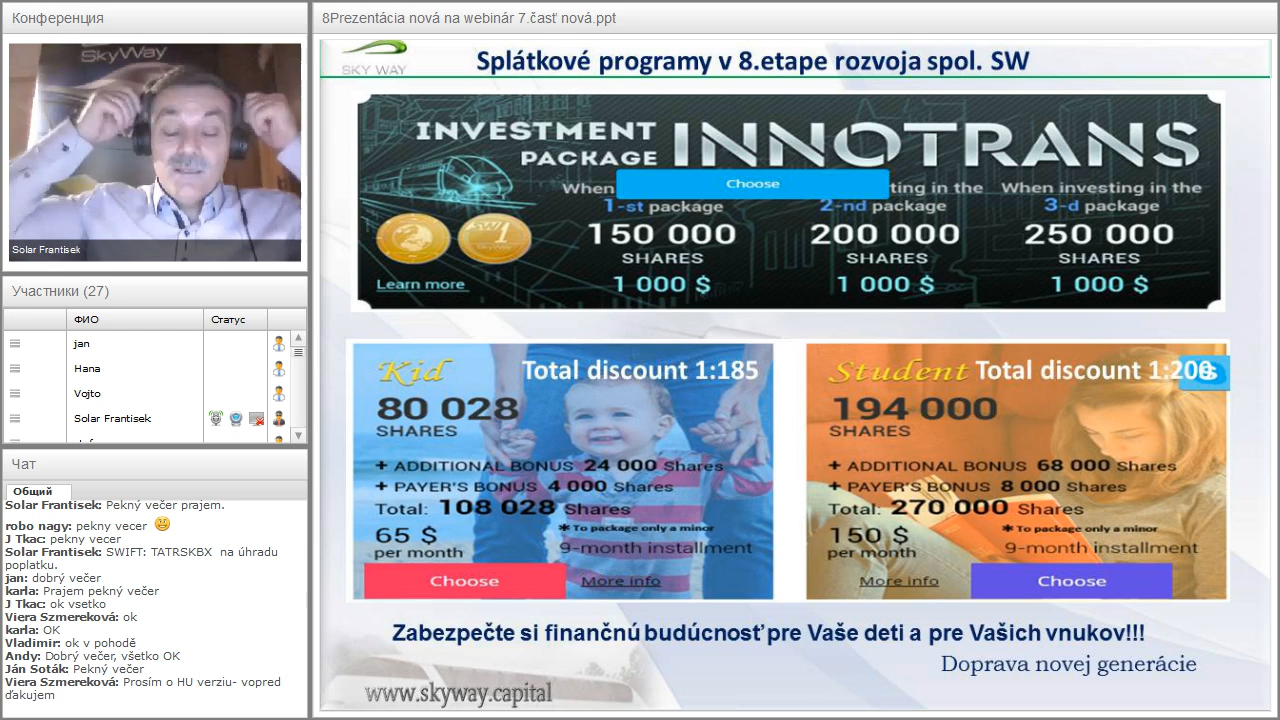 Конференция
SkyWay
Solar Frantisek
Участники (27)
ФИО
Статус
jan
Hana
Vojto
Solar Frantisek
Чат
Общий
Solar Frantisek: Pekný večer prajem.
robo nagy: pekny vecer
J Tkac: pekny vecer
Solar Frantisek: SWIFT: TATRSKBX na úhradu
poplatku.
jan: dobrý večer
karla: Prajem pekný večer
J Tkac: ok vsetko
Viera Szmereková: ok
karla: OK
Vladimir: ok v pohodě
Andy: Dobrý večer, všetko OK
Ján Soták: Pekný večer
Viera Szmereková: Prosím o HU verziu- vopred
ďakujem
8Prezentácia nová na webinár 7.časť nová.ppt
SKY WAY
Splátkové programy v 8.etape rozvoja spol. SW
INVESTMENT
PACKAGE
INNOTRANS
When
Choose
ting in the
When investing in the
1-st package
2-nd package
3-d package
150 000
200 000
250 000
SHARES
SHARES
SHARES
1 000 $
1 000 $
1 000 $
SW1
SkyWay
Learn more
Kid
Total discount 1:185
80 028
SHARES
+ ADDITIONAL BONUS 24 000 Shares
+ PAYER'S BONUS 4 000 Shares
Total: 108 028 Shares
65 $
per month
* To package only a minor
9-month installment
Choose
More info
Student
Total discount 1:200
S
194 000
SHARES
+ ADDITIONAL BONUS 68 000 Shares
+ PAYER'S BONUS 8 000 Shares
Total: 270 000 Shares
150 $
per month
* To package only a minor
9-month installment
More info
Choose
Zabezpečte si finančnú budúcnosť pre Vaše deti a pre Vašich vnukov!!!
Doprava novej generácie
www.skyway.capital